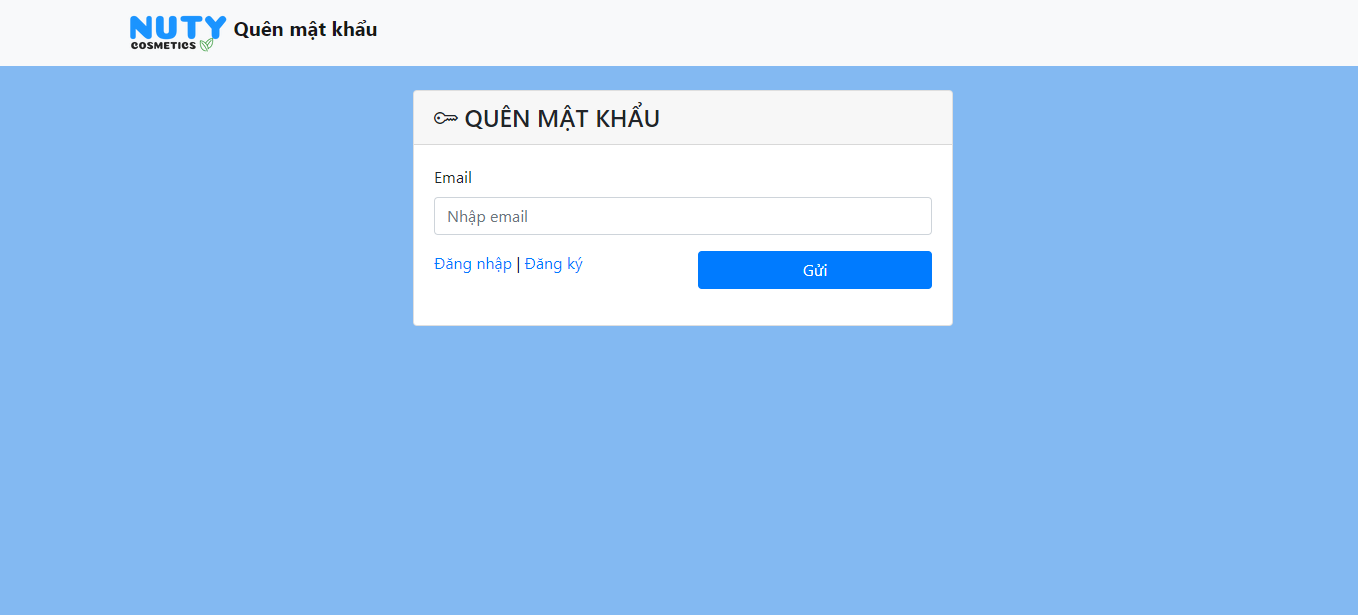 NUTY
COSMETICS
Quên mật khẩu
QUÊN MẬT KHẨU
Email
Nhập email
Đăng nhập | Đăng ký
Gửi